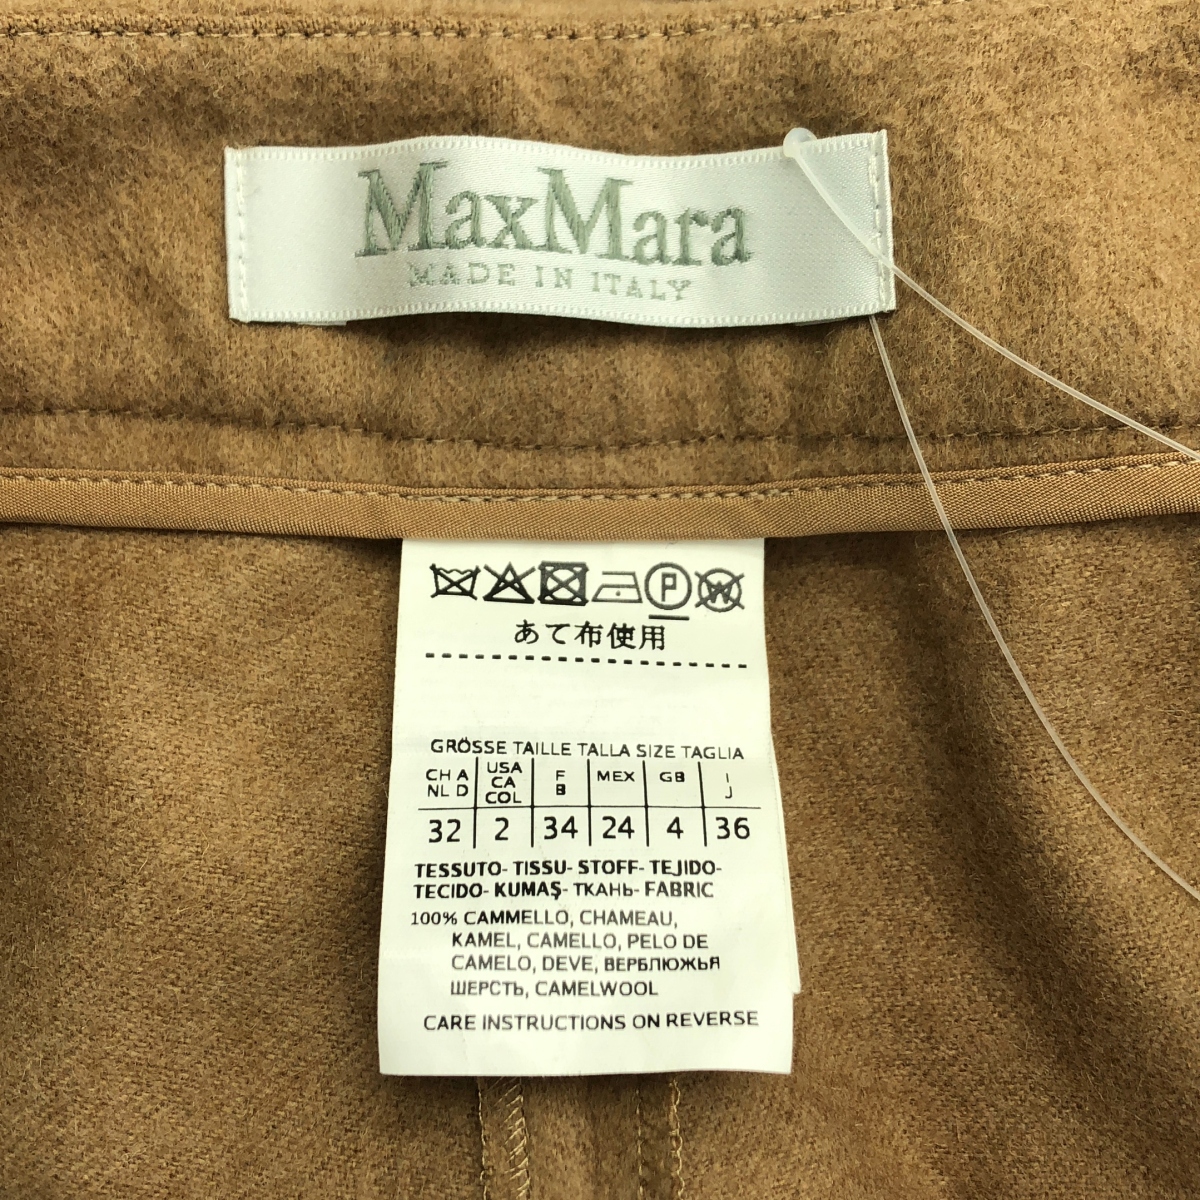 MaxMara
MADE IN ITALY
P W
あて布使用
GRÖSSE TAILLE TALLA SIZE TAGLIA
CH A NL D USA CA COL F B MEX GB I J
32 2 34 24 4 36
TESSUTO- TISSU- STOFF- TEJIDO-
TECIDO- KUMAŞ- ТКАНЬ- FABRIC
100% CAMMELLO, CHAMEAU,
KAMEL, CAMELLO, PELO DE
CAMELO, DEVE, ВЕРБЛЮЖЬЯ
ШЕРСТЬ, CAMELWOOL
CARE INSTRUCTIONS ON REVERSE